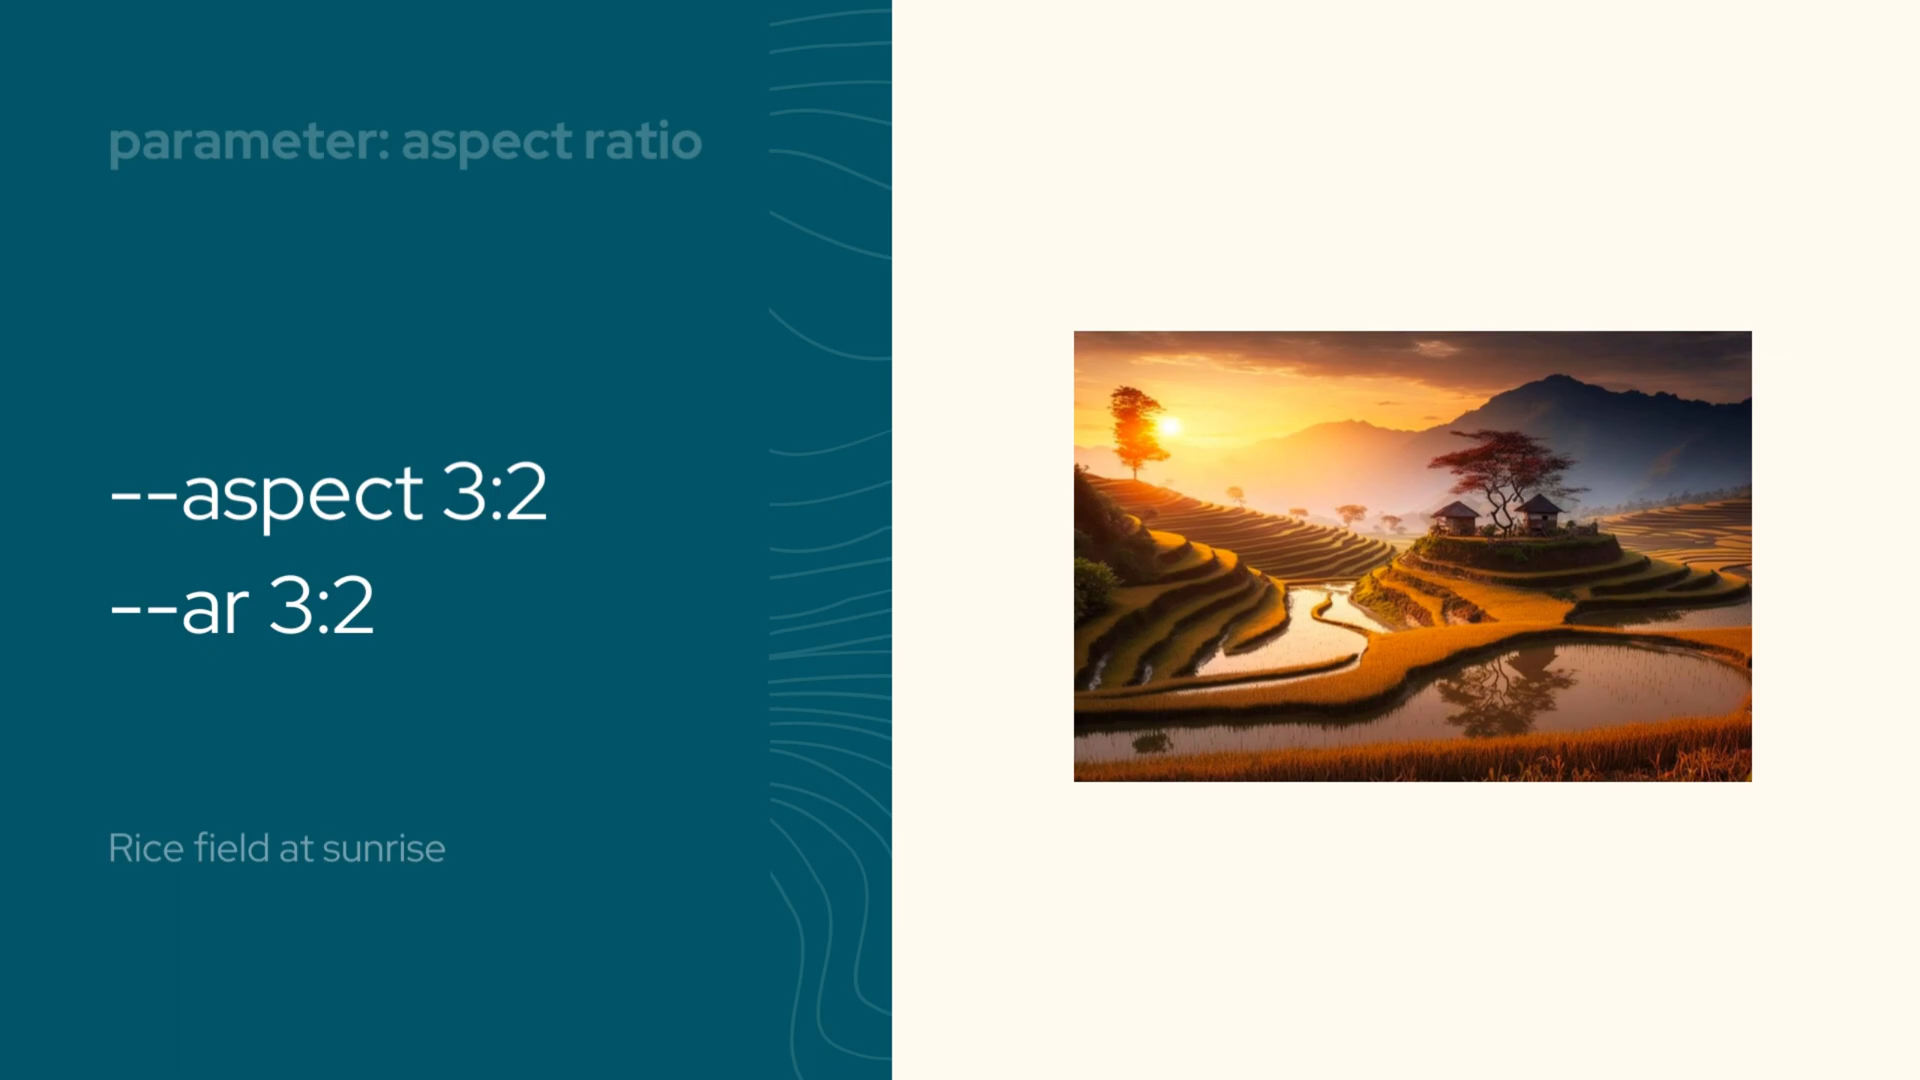 parameter: aspect ratio
--aspect 3:2
--ar 3:2
Rice field at sunrise